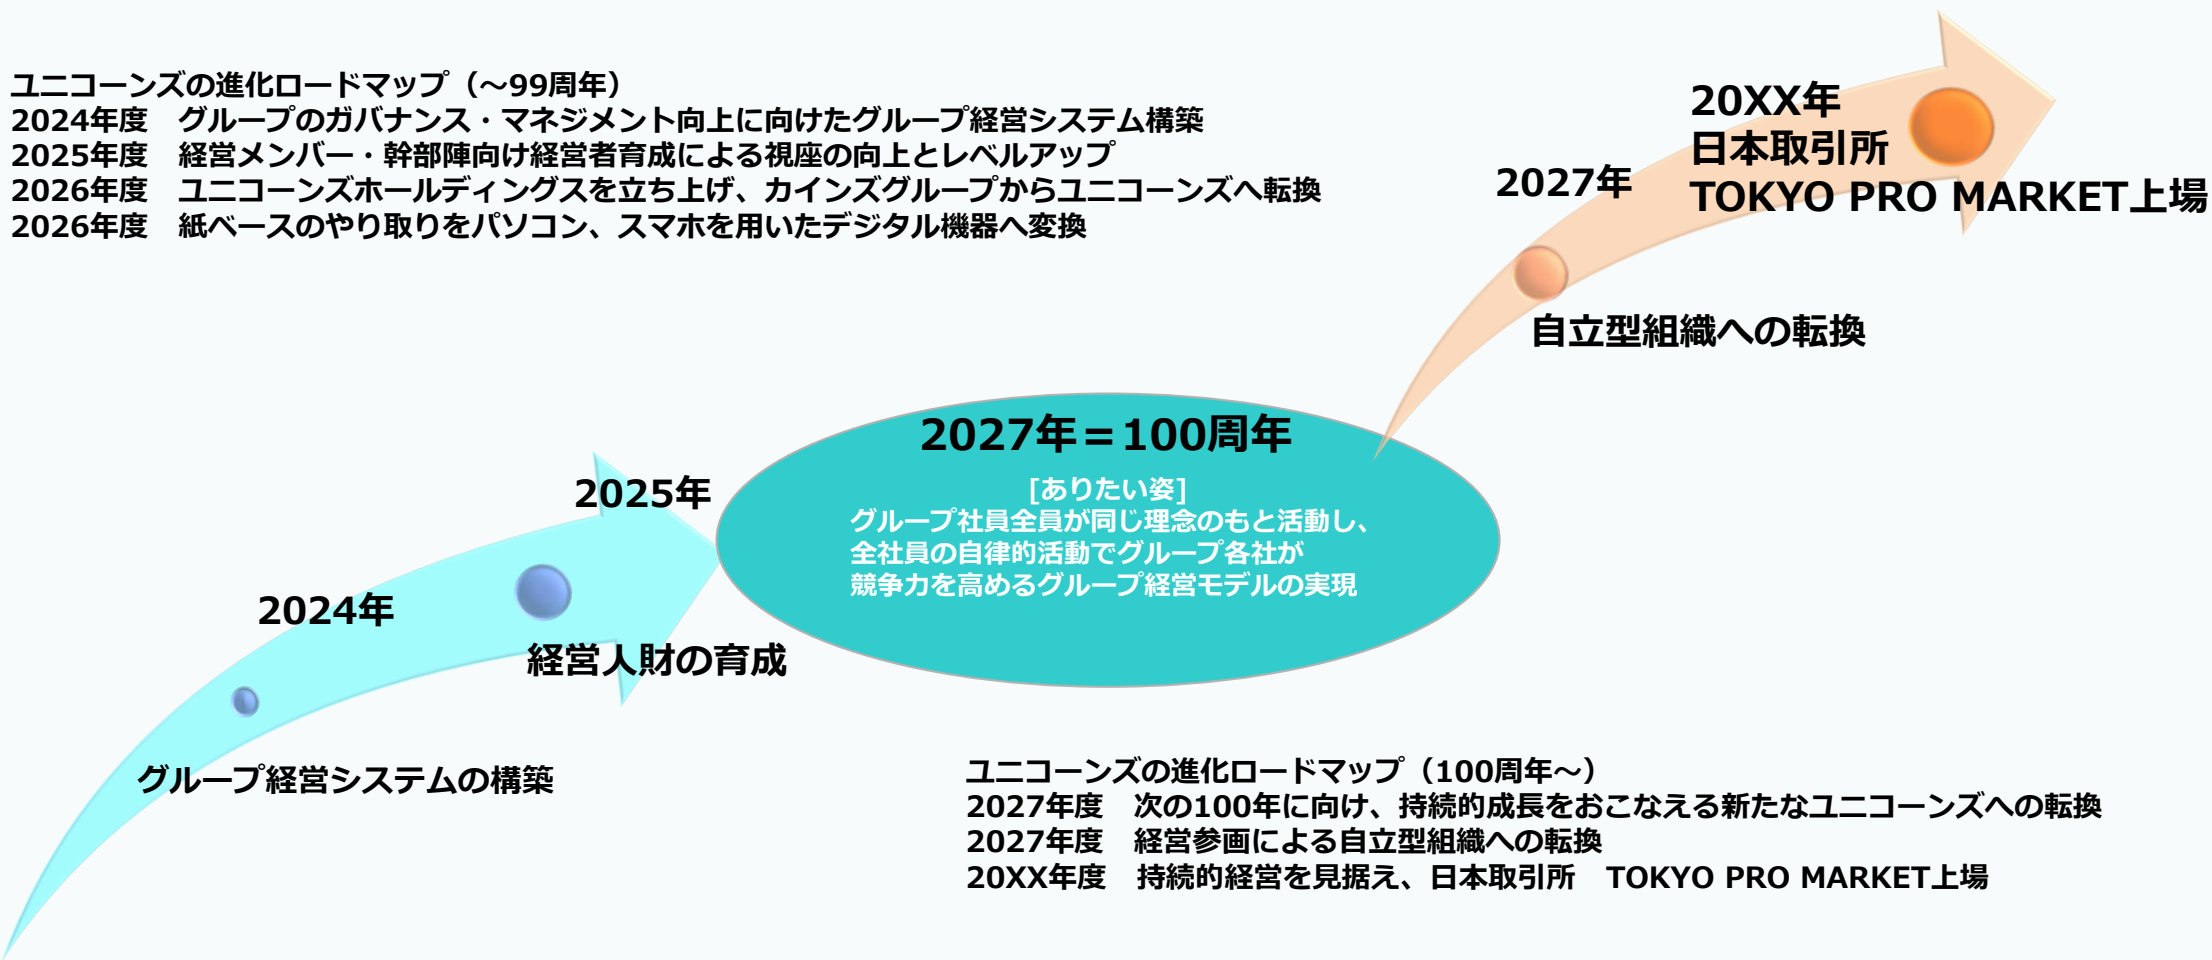 ユニコーンズの進化ロードマップ（～99周年）
2024年度　グループのガバナンス・マネジメント向上に向けたグループ経営システム構築
2025年度　経営メンバー・幹部陣向け経営者育成による視座の向上とレベルアップ
2026年度　ユニコーンズホールディングスを立ち上げ、カインズグループからユニコーンズへ転換
2026年度　紙ベースのやり取りをパソコン、スマホを用いたデジタル機器へ変換
20XX年
日本取引所
TOKYO PRO MARKET上場
2027年
自立型組織への転換
2027年＝100周年
[ありたい姿]
グループ社員全員が同じ理念のもと活動し、
全社員の自律的活動でグループ各社が
競争力を高めるグループ経営モデルの実現
2025年
経営人財の育成
2024年
グループ経営システムの構築
ユニコーンズの進化ロードマップ（100周年～）
2027年度　次の100年に向け、持続的成長をおこなえる新たなユニコーンズへの転換
2027年度　経営参画による自立型組織への転換
20XX年度　持続的経営を見据え、日本取引所　TOKYO PRO MARKET上場